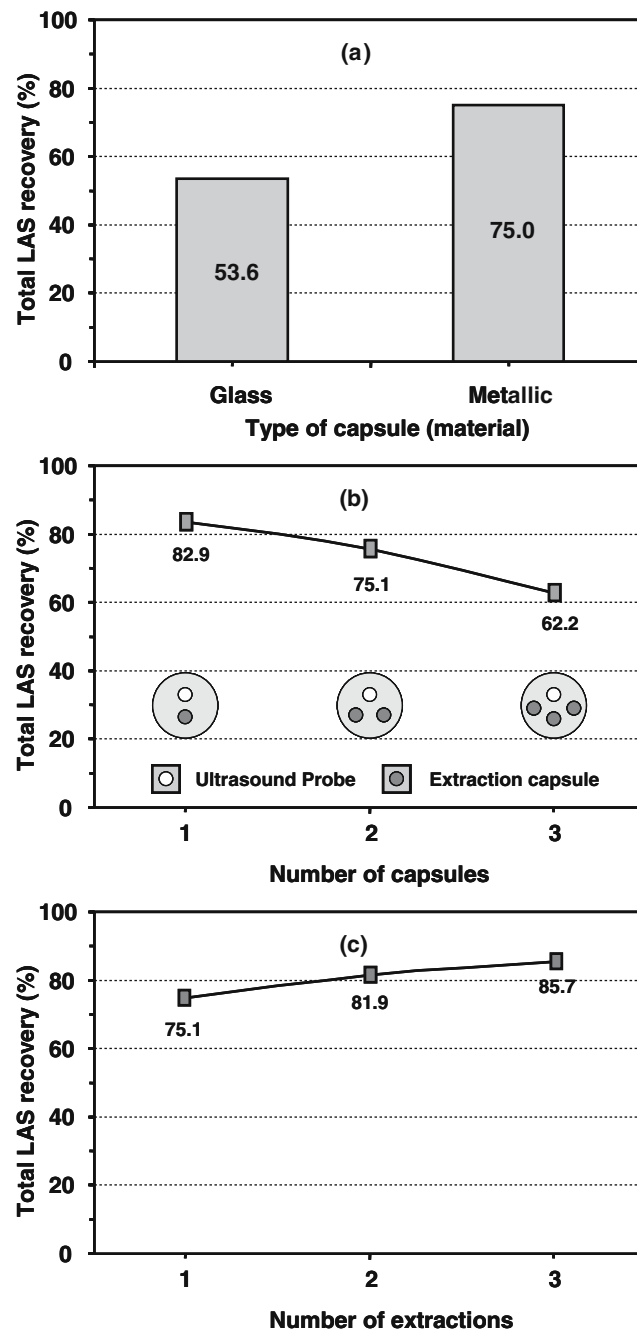 100
(a)
80
60
40
20
0
Total LAS recovery (%)
53.6
75.0
Glass Metallic
Type of capsule (material)
100
(b)
80
60
40
20
0
Total LAS recovery (%)
82.9
75.1
62.2
Ultrasound Probe Extraction capsule
1 2 3
Number of capsules
100
(c)
80
60
40
20
0
Total LAS recovery (%)
75.1
81.9
85.7
1 2 3
Number of extractions